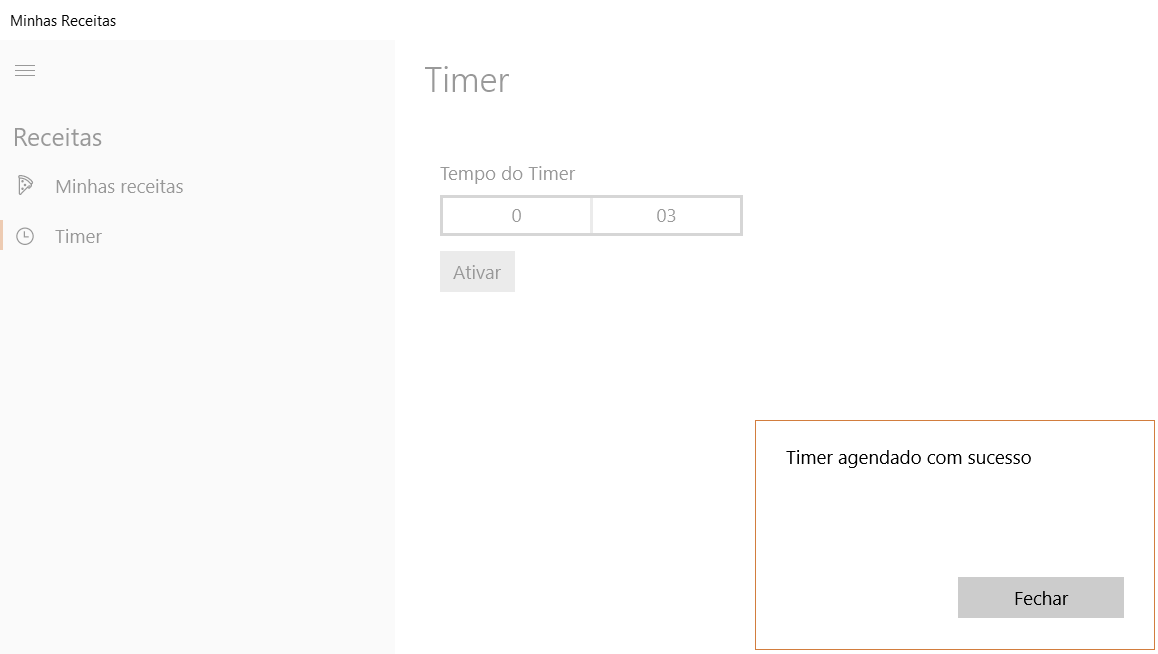 Minhas Receitas
Receitas
Minhas receitas
Timer
Timer
Tempo do Timer
0 03
Ativar
Timer agendado com sucesso
Fechar